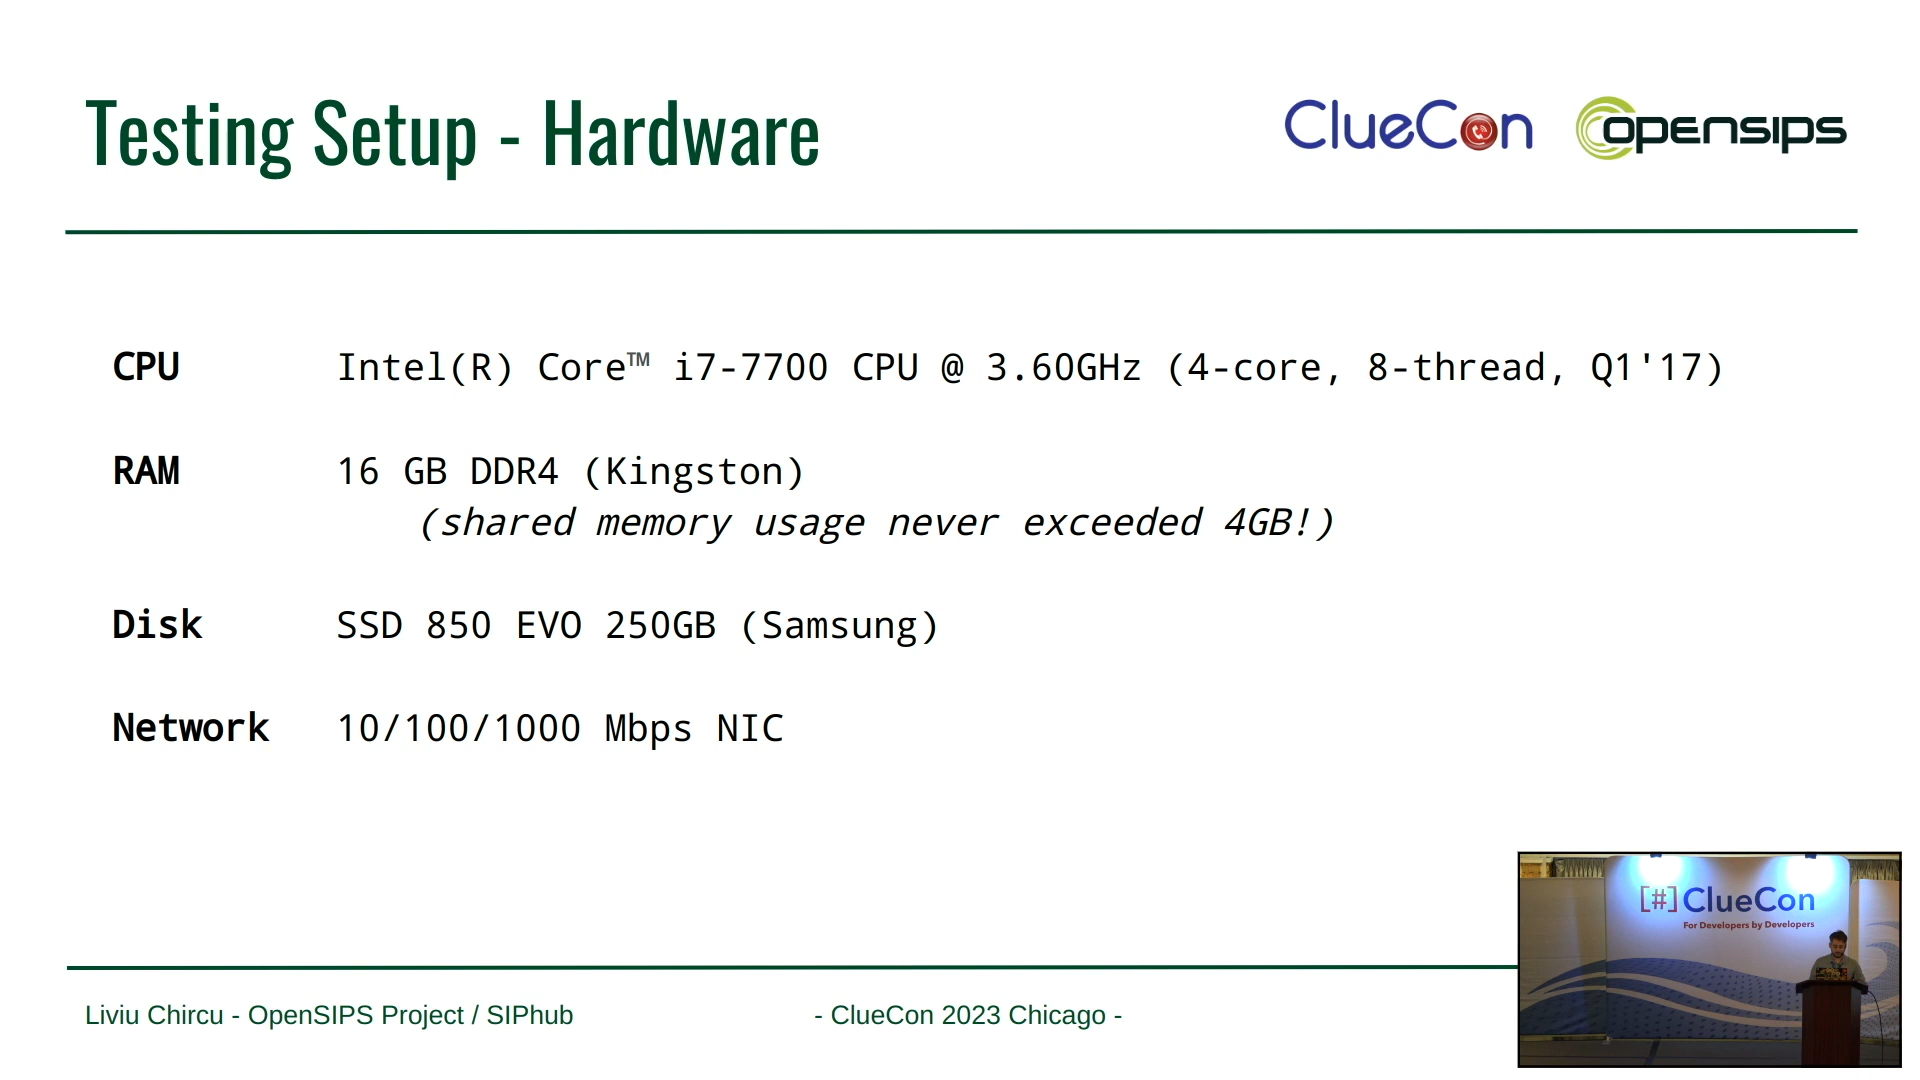 Testing Setup - Hardware
ClueCon
opensips
CPU Intel(R) Core™ i7-7700 CPU @ 3.60GHz (4-core, 8-thread, Q1'17)
RAM 16 GB DDR4 (Kingston)
(shared memory usage never exceeded 4GB!)
Disk SSD 850 EVO 250GB (Samsung)
Network 10/100/1000 Mbps NIC
[#]ClueCon
For Developers by Developers
Liviu Chircu - OpenSIPS Project / SIPhub
- ClueCon 2023 Chicago -